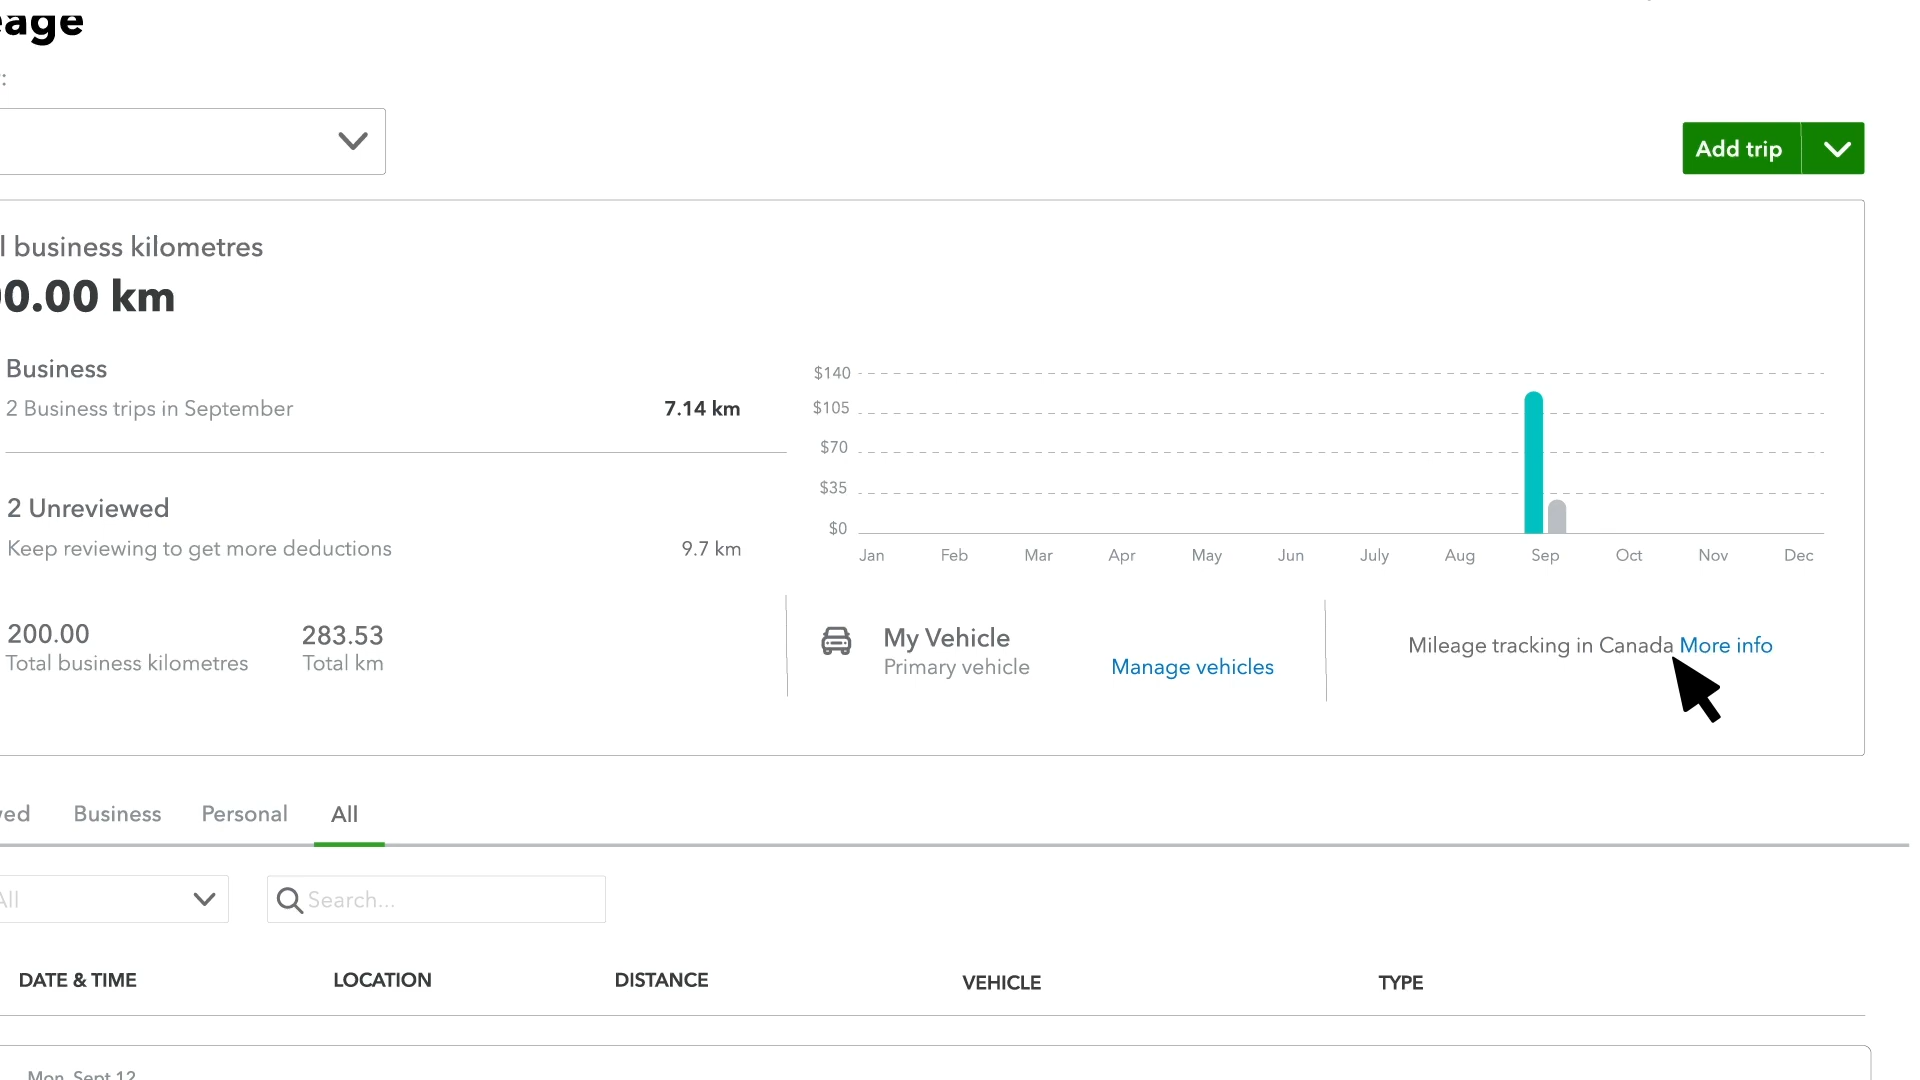 eage
:
Add trip
l business kilometres
0.00 km
Business
2 Business trips in September 7.14 km
2 Unreviewed
Keep reviewing to get more deductions 9.7 km
200.00 283.53
Total business kilometres Total km
$140
$105
$70
$35
$0
Jan Feb Mar Apr May Jun July Aug Sep Oct Nov Dec
My Vehicle
Primary vehicle
Manage vehicles
Mileage tracking in Canada More info
ved Business Personal All
All Search...
DATE & TIME LOCATION DISTANCE VEHICLE TYPE
Mon, Sept 12